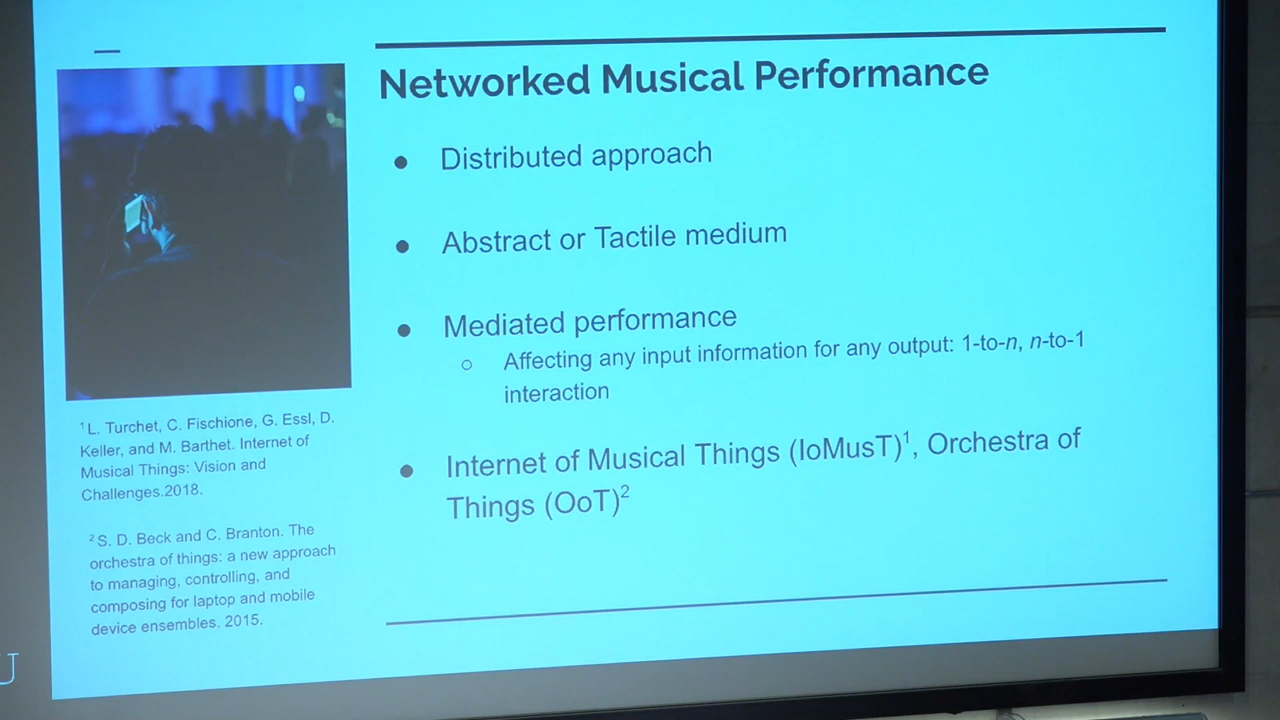 Networked Musical Performance
● Distributed approach
● Abstract or Tactile medium
● Mediated performance
○ Affecting any input information for any output: 1-to-n, n-to-1
interaction
● Internet of Musical Things (IoMusT)¹, Orchestra of
Things (OoT)²
¹L. Turchet, C. Fischione, G. Essl, D.
Keller, and M. Barthet. Internet of
Musical Things: Vision and
Challenges.2018.
²S. D. Beck and C. Branton. The
orchestra of things: a new approach
to managing, controlling, and
composing for laptop and mobile
device ensembles. 2015.